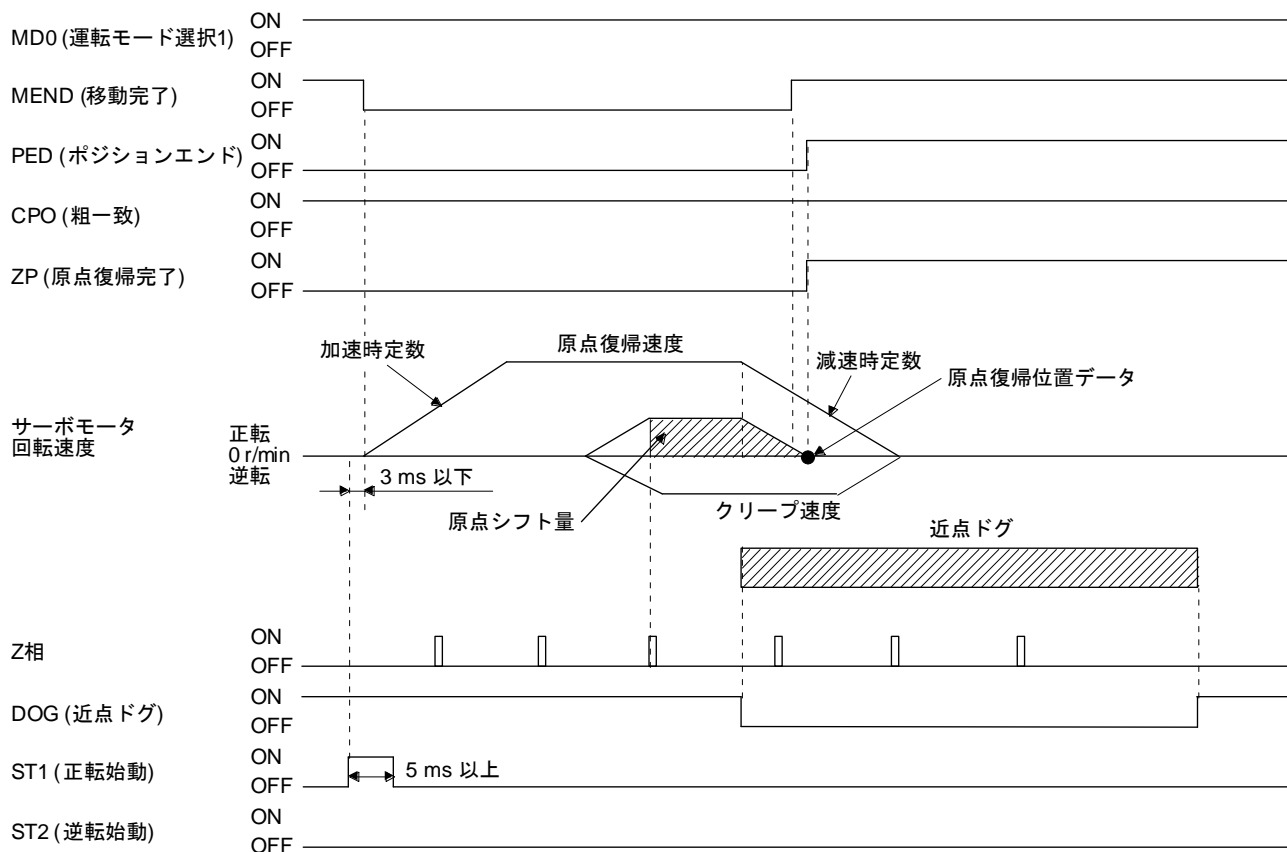 MD0 (運転モード選択1)
ON
OFF
MEND (移動完了)
ON
OFF
PED (ポジションエンド)
ON
OFF
CPO (粗一致)
ON
OFF
ZP (原点復帰完了)
ON
OFF
加速時定数
原点復帰速度
減速時定数
原点復帰位置データ
サーボモータ
回転速度
正転
0 r/min
逆転
3 ms 以下
原点シフト量
クリープ速度
近点ドグ
Z相
ON
OFF
DOG (近点ドグ)
ON
OFF
ST1 (正転始動)
ON
OFF
5 ms 以上
ST2 (逆転始動)
ON
OFF